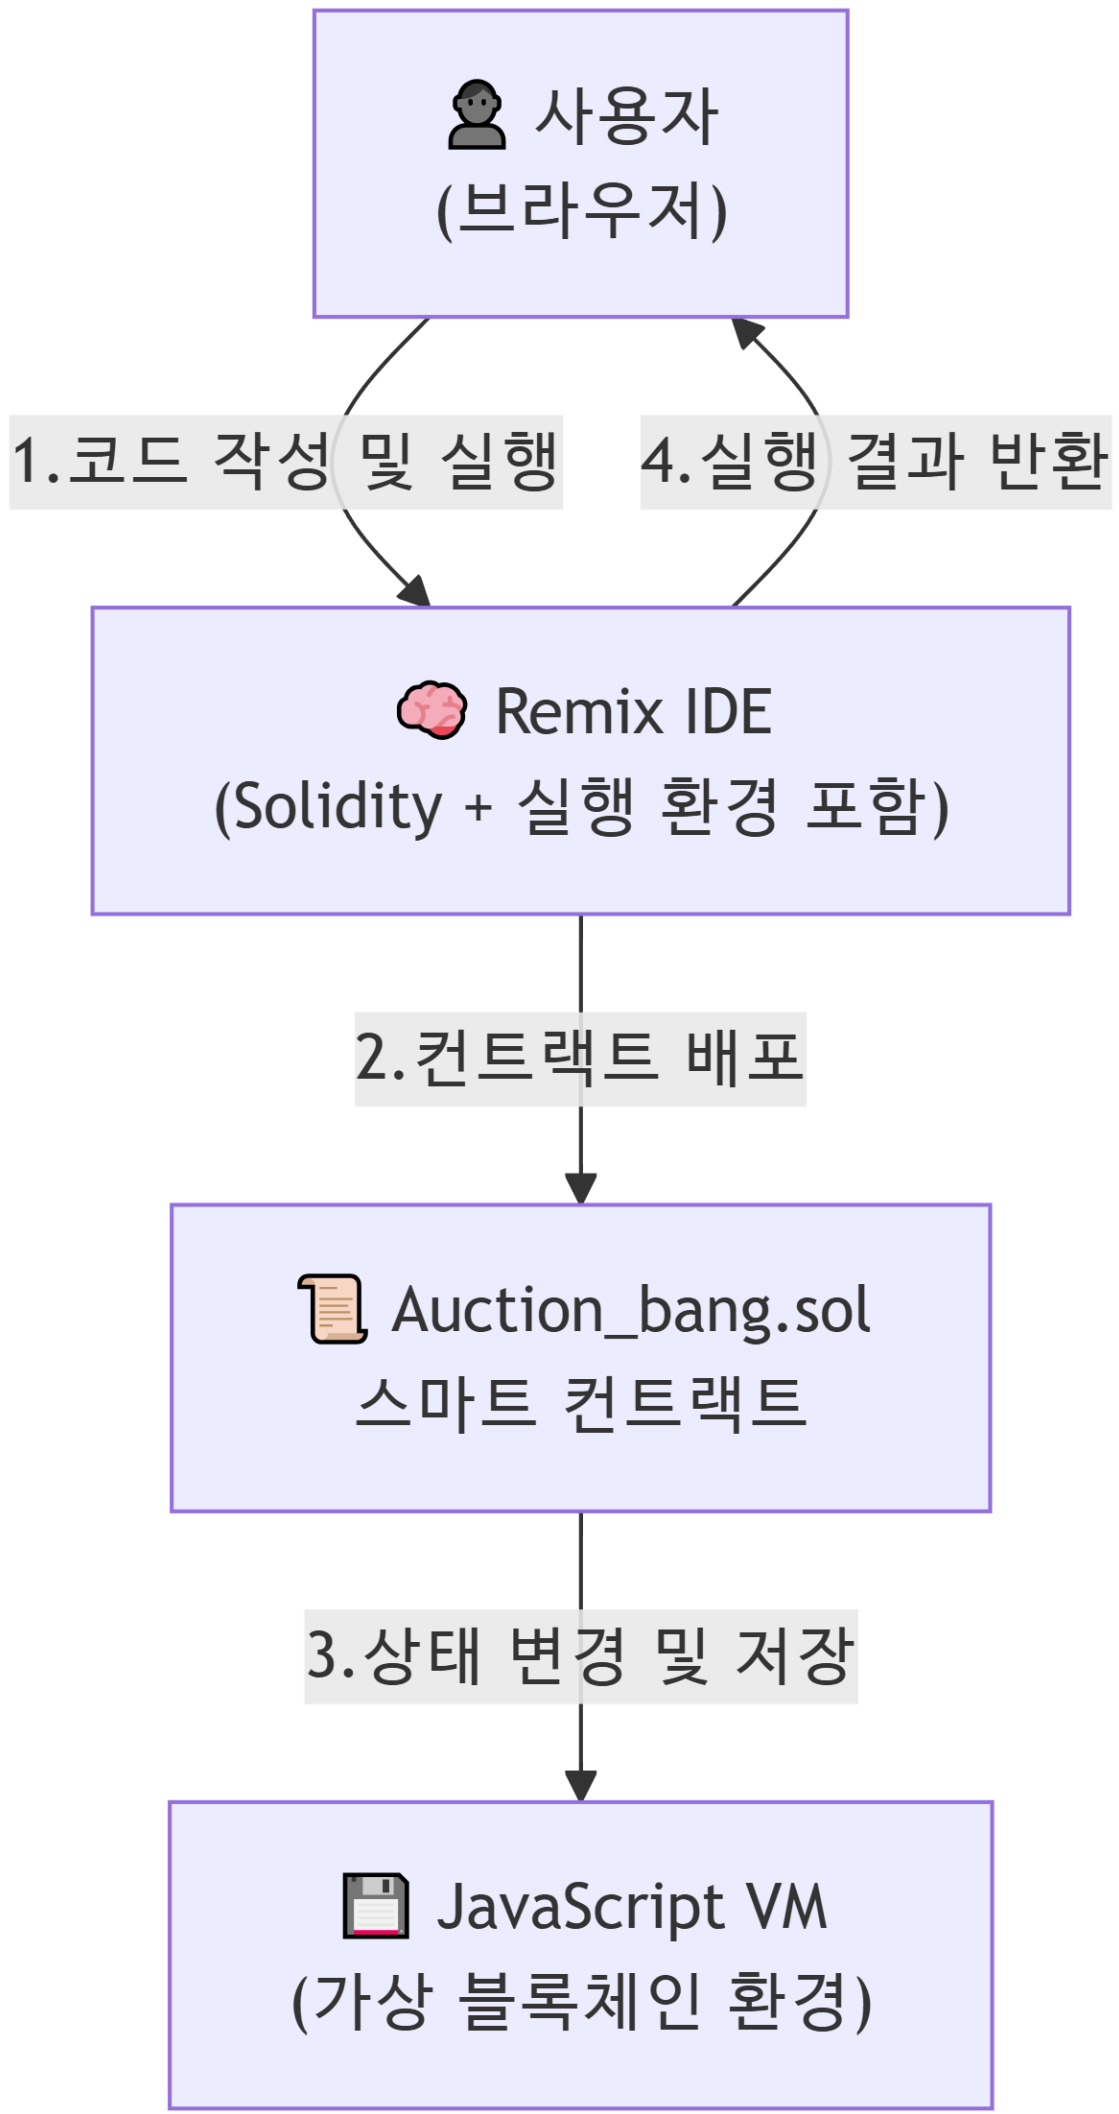 사용자
(브라우저)
1.코드 작성 및 실행
4.실행 결과 반환
Remix IDE
(Solidity + 실행 환경 포함)
2.컨트랙트 배포
Auction_bang.sol
스마트 컨트랙트
3.상태 변경 및 저장
JavaScript VM
(가상 블록체인 환경)